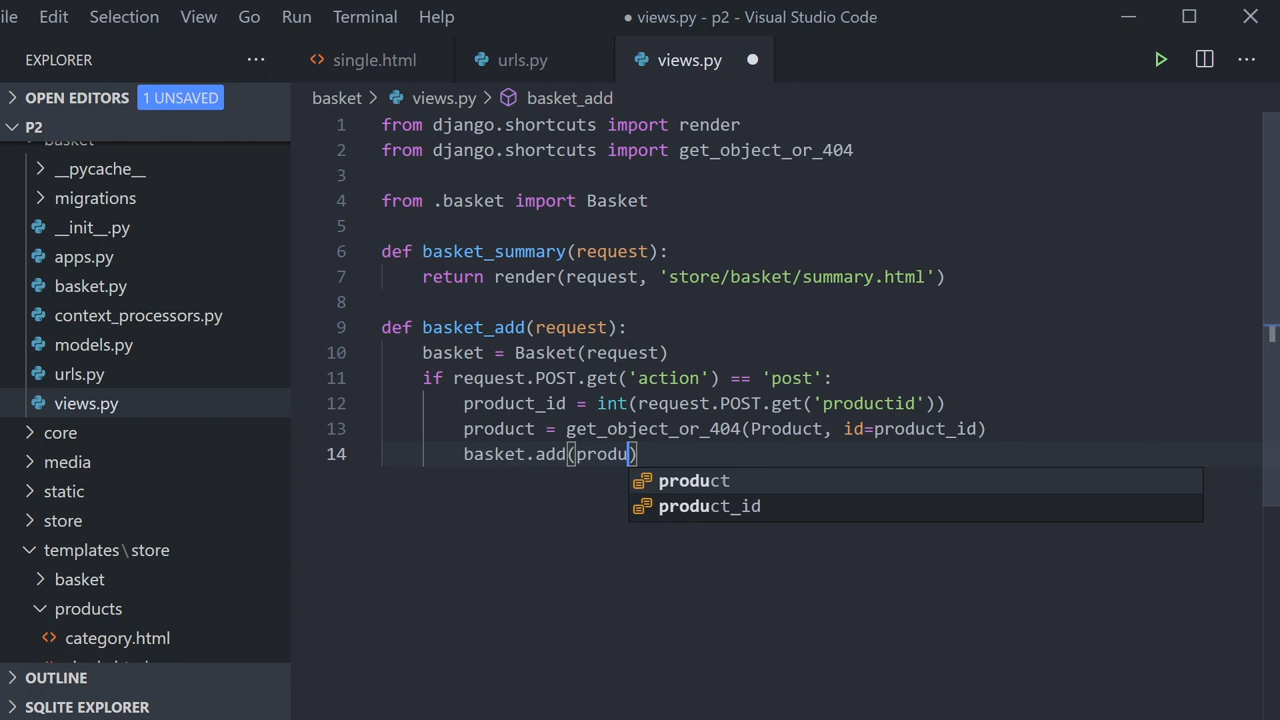 ile Edit Selection View Go Run Terminal Help ● views.py - p2 - Visual Studio Code
EXPLORER ···
single.html urls.py views.py
OPEN EDITORS 1 UNSAVED
P2
basket
__pycache__
migrations
__init__.py
apps.py
basket.py
context_processors.py
models.py
urls.py
views.py
core
media
static
store
templates\store
basket
products
category.html
OUTLINE
SQLITE EXPLORER
basket > views.py > basket_add
1 from django.shortcuts import render
2 from django.shortcuts import get_object_or_404
3
4 from .basket import Basket
5
6 def basket_summary(request):
7 return render(request, 'store/basket/summary.html')
8
9 def basket_add(request):
10 basket = Basket(request)
11 if request.POST.get('action') == 'post':
12 product_id = int(request.POST.get('productid'))
13 product = get_object_or_404(Product, id=product_id)
14 basket.add(produ)
product
product_id